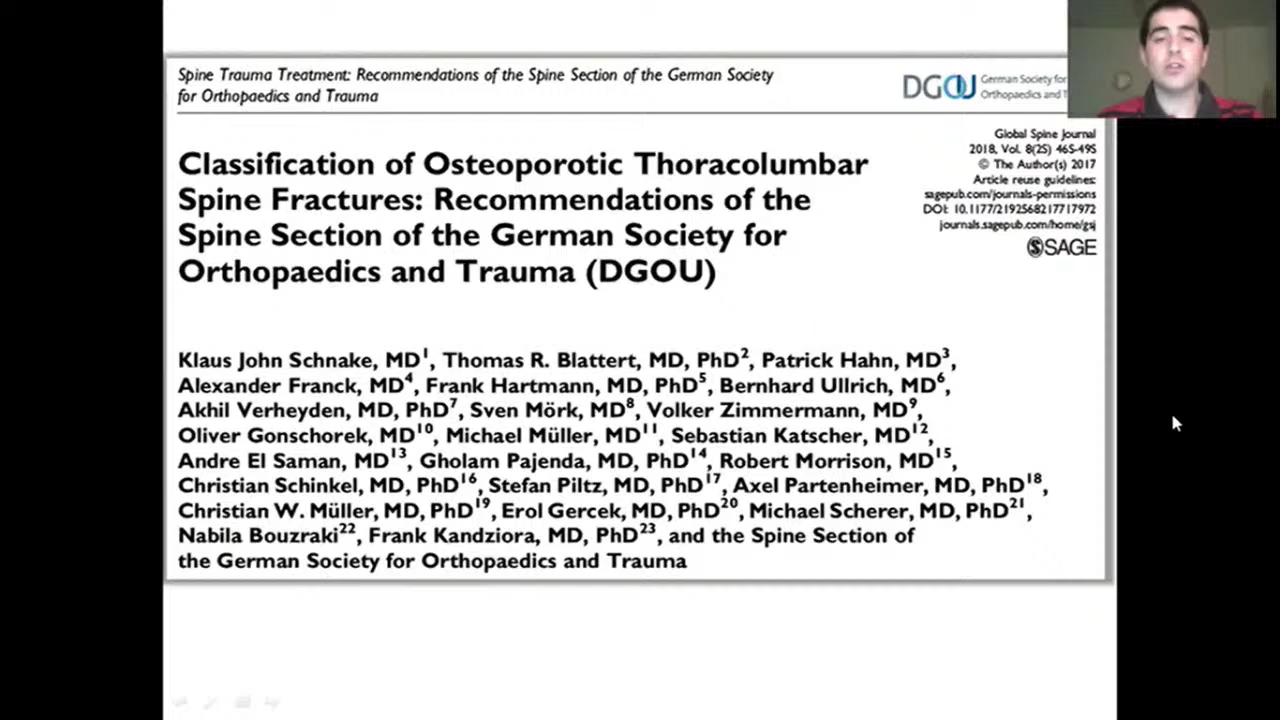 Spine Trauma Treatment: Recommendations of the Spine Section of the German Society
for Orthopaedics and Trauma
DGOU
German Society for
Orthopaedics and
Classification of Osteoporotic Thoracolumbar
Spine Fractures: Recommendations of the
Spine Section of the German Society for
Orthopaedics and Trauma (DGOU)
Global Spine Journal
2018, Vol. 8(2S) 46S-49S
© The Author(s) 2017
Article reuse guidelines:
sagepub.com/journals-permissions
DOI: 10.1177/2192568217717972
journals.sagepub.com/home/gsj
SAGE
Klaus John Schnake, MD¹, Thomas R. Blattert, MD, PhD², Patrick Hahn, MD³,
Alexander Franck, MD⁴, Frank Hartmann, MD, PhD⁵, Bernhard Ullrich, MD⁶,
Akhil Verheyden, MD, PhD⁷, Sven Mörk, MD⁸, Volker Zimmermann, MD⁹,
Oliver Gonschorek, MD¹⁰, Michael Müller, MD¹¹, Sebastian Katscher, MD¹²,
Andre El Saman, MD¹³, Gholam Pajenda, MD, PhD¹⁴, Robert Morrison, MD¹⁵,
Christian Schinkel, MD, PhD¹⁶, Stefan Piltz, MD, PhD¹⁷, Axel Partenheimer, MD, PhD¹⁸,
Christian W. Müller, MD, PhD¹⁹, Erol Gercek, MD, PhD²⁰, Michael Scherer, MD, PhD²¹,
Nabila Bouzraki²², Frank Kandziora, MD, PhD²³, and the Spine Section of
the German Society for Orthopaedics and Trauma